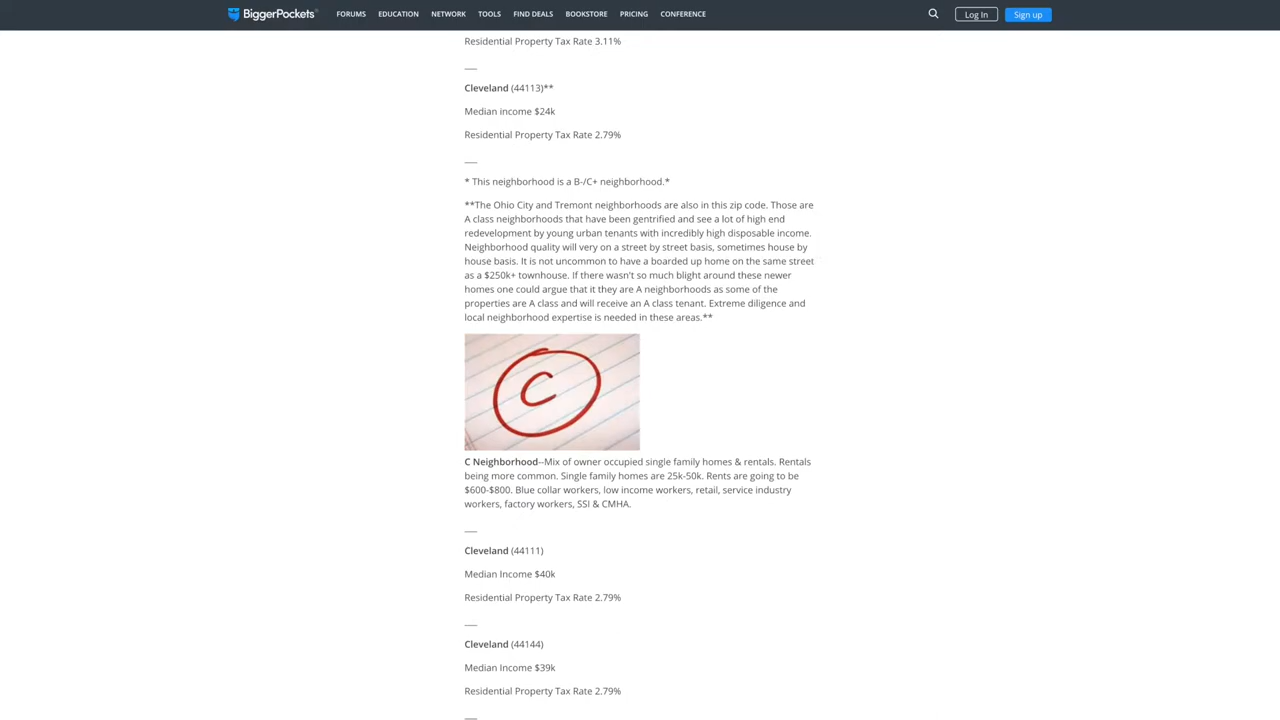 BiggerPockets FORUMS EDUCATION NETWORK TOOLS FIND DEALS BOOKSTORE PRICING CONFERENCE Log In Sign up
Residential Property Tax Rate 3.11%
___
Cleveland (44113)**
Median income $24k
Residential Property Tax Rate 2.79%
___
* This neighborhood is a B-/C+ neighborhood.*
**The Ohio City and Tremont neighborhoods are also in this zip code. Those are
A class neighborhoods that have been gentrified and see a lot of high end
redevelopment by young urban tenants with incredibly high disposable income.
Neighborhood quality will very on a street by street basis, sometimes house by
house basis. It is not uncommon to have a boarded up home on the same street
as a $250k+ townhouse. If there wasn't so much blight around these newer
homes one could argue that it they are A neighborhoods as some of the
properties are A class and will receive an A class tenant. Extreme diligence and
local neighborhood expertise is needed in these areas.**
C
C Neighborhood--Mix of owner occupied single family homes & rentals. Rentals
being more common. Single family homes are 25k-50k. Rents are going to be
$600-$800. Blue collar workers, low income workers, retail, service industry
workers, factory workers, SSI & CMHA.
___
Cleveland (44111)
Median Income $40k
Residential Property Tax Rate 2.79%
___
Cleveland (44144)
Median Income $39k
Residential Property Tax Rate 2.79%
___